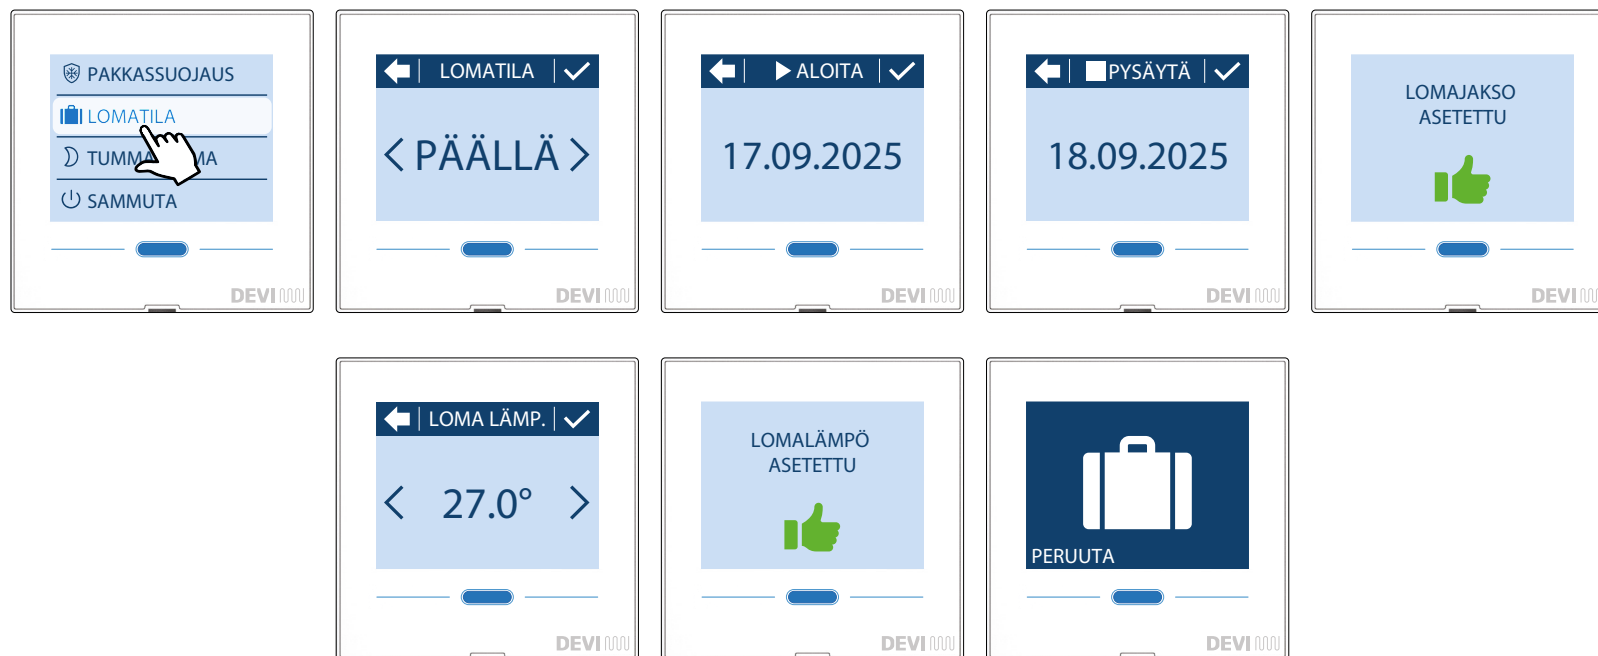 PAKKASSUOJAUS
LOMATILA
TUMMA MA
SAMMUTA
DEVI
LOMATILA
PÄÄLLÄ
DEVI
ALOITA
17.09.2025
DEVI
PYSÄYTÄ
18.09.2025
DEVI
LOMAJAKSO
ASETETTU
DEVI
LOMA LÄMP.
27.0°
DEVI
LOMALÄMPÖ
ASETETTU
DEVI
PERUUTA
DEVI